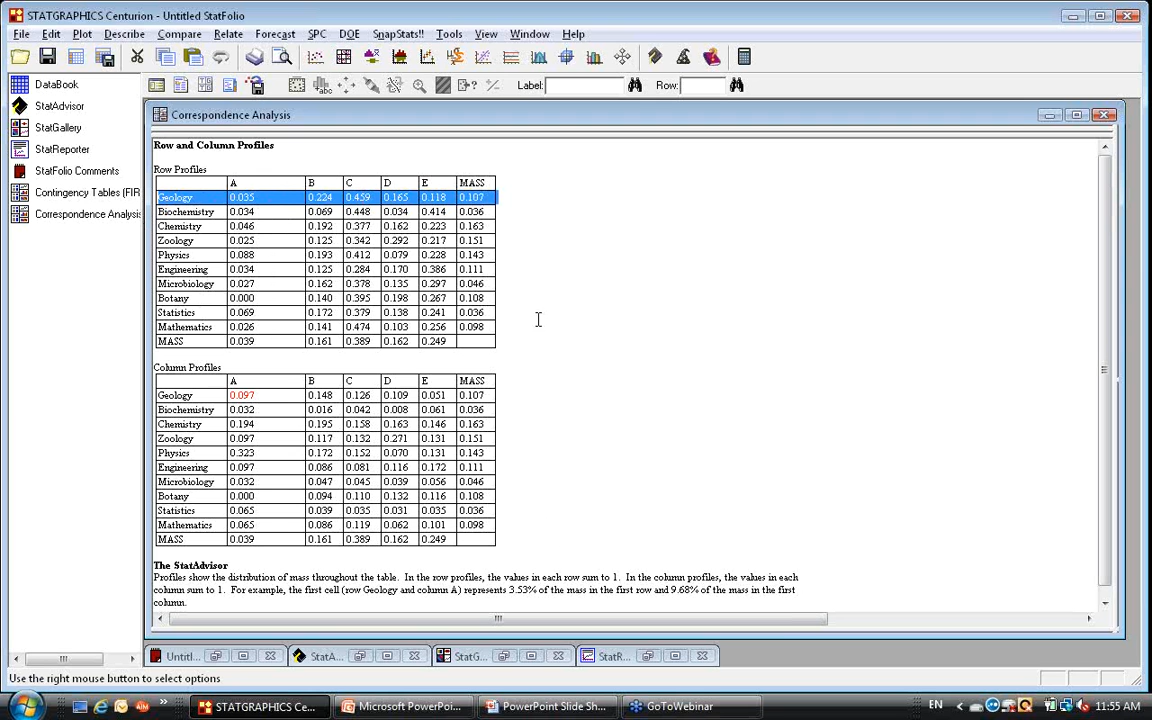 STATGRAPHICS Centurion - Untitled StatFolio
File Edit Plot Describe Compare Relate Forecast SPC DOE SnapStats!! Tools View Window Help
Label: Row:
DataBook
StatAdvisor
StatGallery
StatReporter
StatFolio Comments
Contingency Tables (FIR
Correspondence Analysis
Correspondence Analysis
Row and Column Profiles
Row Profiles
A B C D E MASS
Geology 0.035 0.224 0.459 0.165 0.118 0.107
Biochemistry 0.034 0.069 0.448 0.034 0.414 0.036
Chemistry 0.046 0.192 0.377 0.162 0.223 0.163
Zoology 0.025 0.125 0.342 0.292 0.217 0.151
Physics 0.088 0.193 0.412 0.079 0.228 0.143
Engineering 0.034 0.125 0.284 0.170 0.386 0.111
Microbiology 0.027 0.162 0.378 0.135 0.297 0.046
Botany 0.000 0.140 0.395 0.198 0.267 0.108
Statistics 0.069 0.172 0.379 0.138 0.241 0.036
Mathematics 0.026 0.141 0.474 0.103 0.256 0.098
MASS 0.039 0.161 0.389 0.162 0.249
Column Profiles
A B C D E MASS
Geology 0.097 0.148 0.126 0.109 0.051 0.107
Biochemistry 0.032 0.016 0.042 0.008 0.061 0.036
Chemistry 0.194 0.195 0.158 0.163 0.146 0.163
Zoology 0.097 0.117 0.132 0.271 0.131 0.151
Physics 0.323 0.172 0.152 0.070 0.131 0.143
Engineering 0.097 0.086 0.081 0.116 0.172 0.111
Microbiology 0.032 0.047 0.045 0.039 0.056 0.046
Botany 0.000 0.094 0.110 0.132 0.116 0.108
Statistics 0.065 0.039 0.035 0.031 0.035 0.036
Mathematics 0.065 0.086 0.119 0.062 0.101 0.098
MASS 0.039 0.161 0.389 0.162 0.249
The StatAdvisor
Profiles show the distribution of mass throughout the table. In the row profiles, the values in each row sum to 1. In the column profiles, the values in each
column sum to 1. For example, the first cell (row Geology and column A) represents 3.53% of the mass in the first row and 9.68% of the mass in the first
column.
Untitl... StatA... StatG... StatR...
Use the right mouse button to select options
STATGRAPHICS Ce... Microsoft PowerPoi... PowerPoint Slide Sh... GoToWebinar EN 11:55 AM